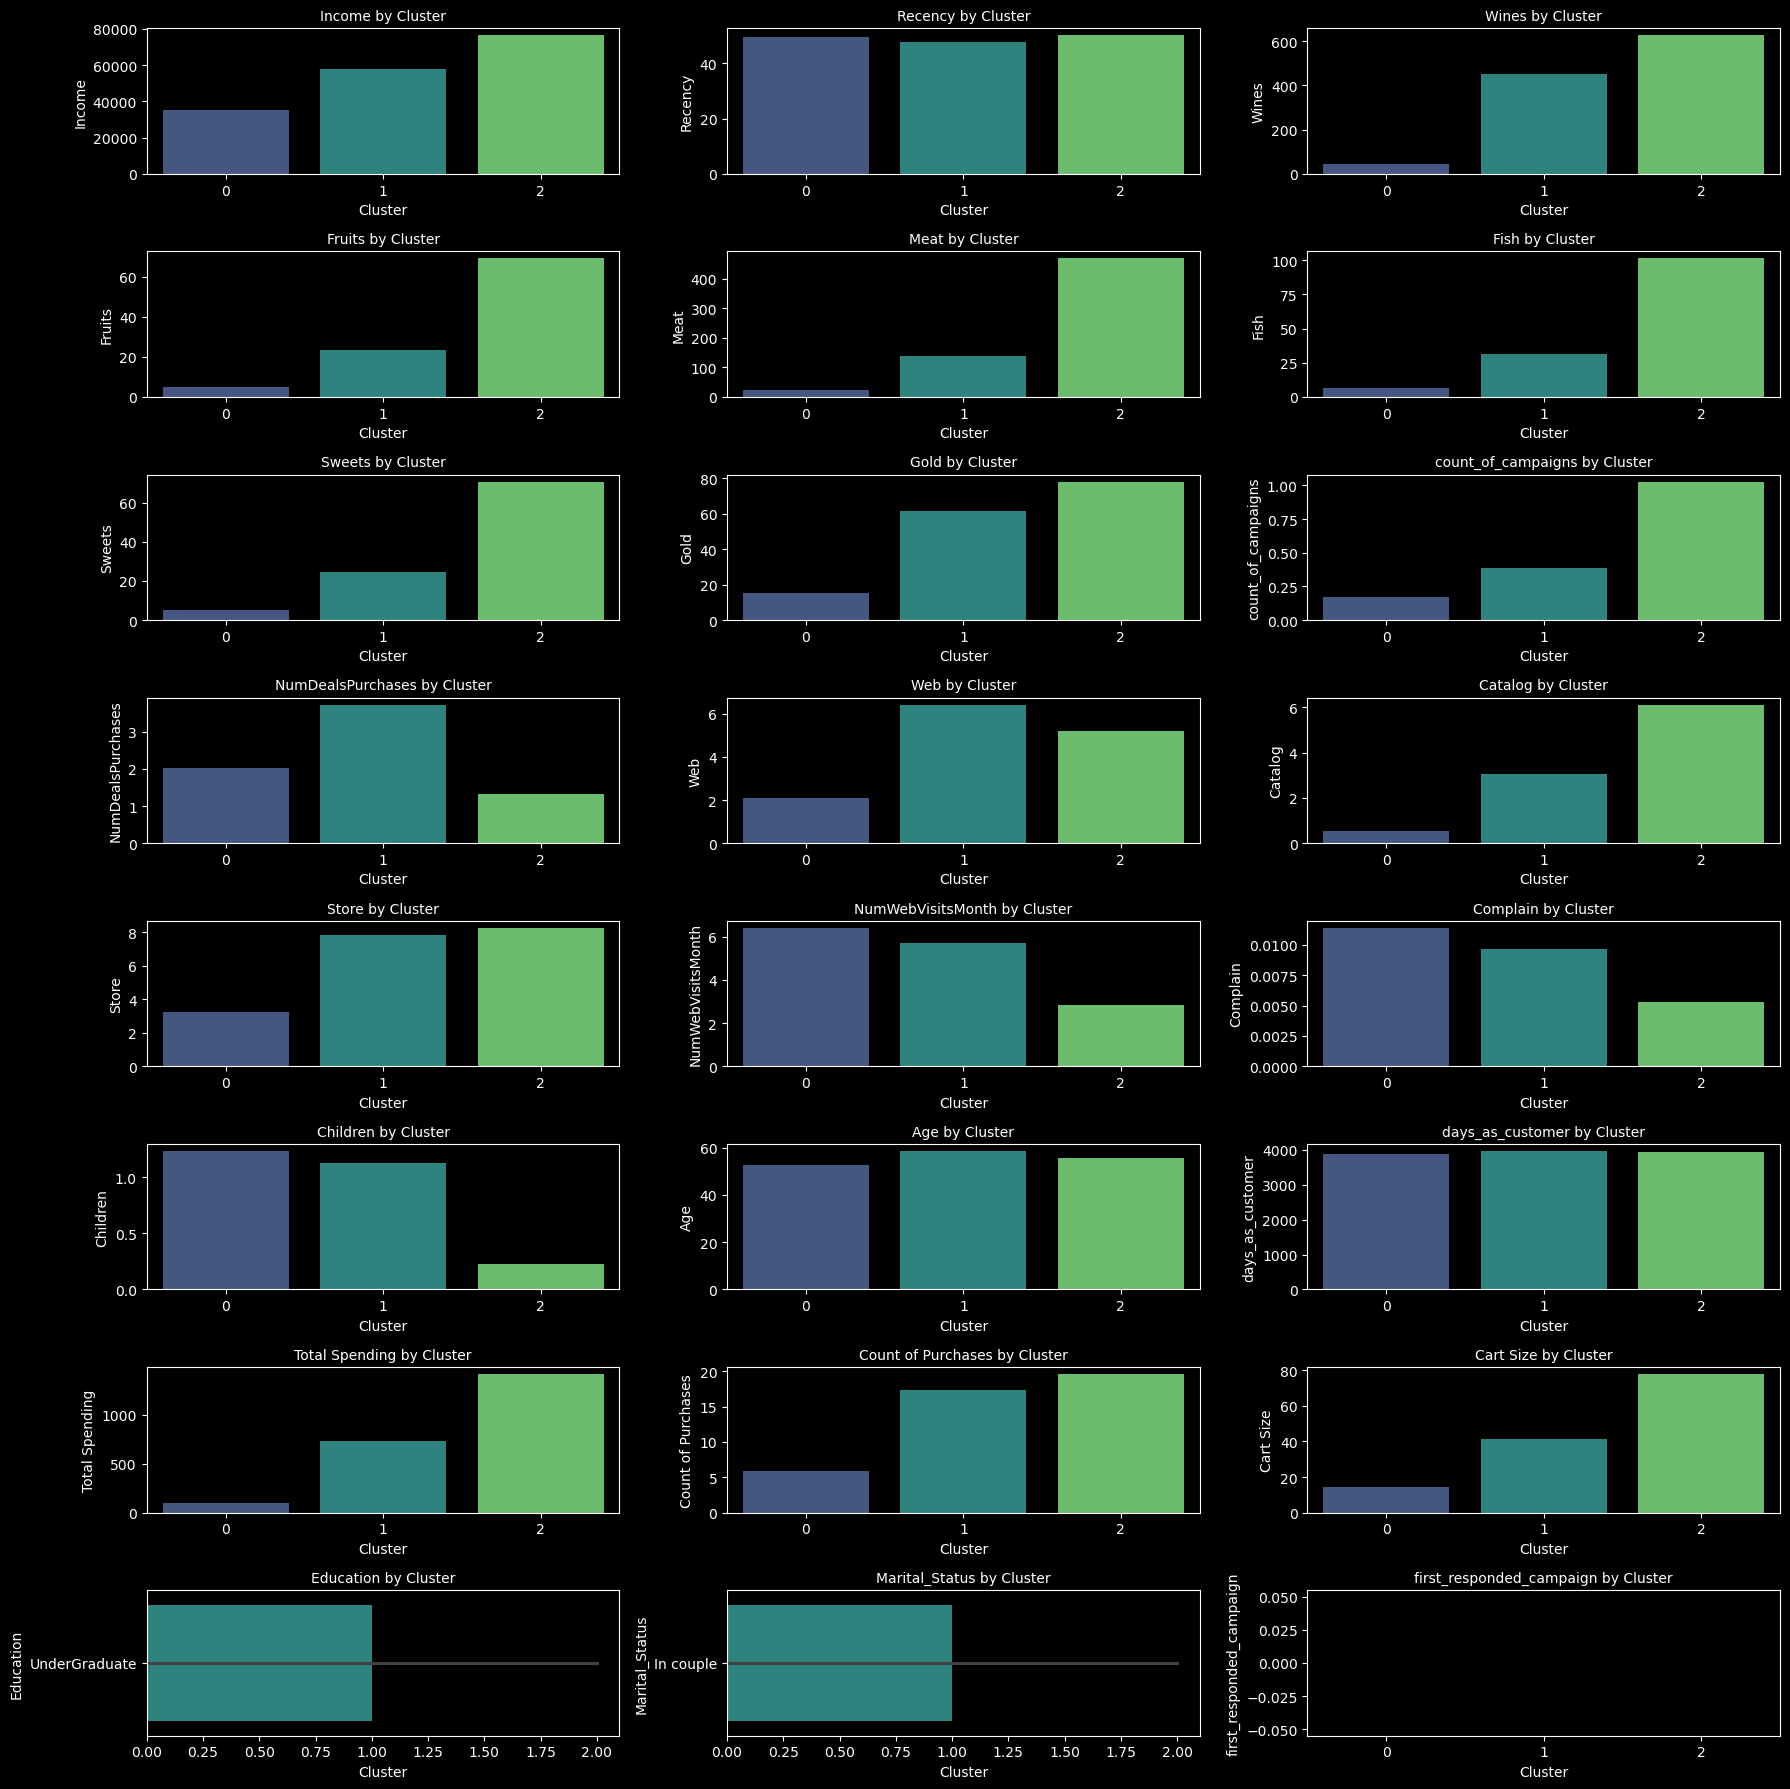 Income by Cluster
Income
80000
60000
40000
20000
0
0 1 2
Cluster
Recency by Cluster
Recency
40
20
0
0 1 2
Cluster
Wines by Cluster
Wines
600
400
200
0
0 1 2
Cluster
Fruits by Cluster
Fruits
60
40
20
0
0 1 2
Cluster
Meat by Cluster
Meat
400
300
200
100
0
0 1 2
Cluster
Fish by Cluster
Fish
100
75
50
25
0
0 1 2
Cluster
Sweets by Cluster
Sweets
60
40
20
0
0 1 2
Cluster
Gold by Cluster
Gold
80
60
40
20
0
0 1 2
Cluster
count_of_campaigns by Cluster
count_of_campaigns
1.00
0.75
0.50
0.25
0.00
0 1 2
Cluster
NumDealsPurchases by Cluster
NumDealsPurchases
3
2
1
0
0 1 2
Cluster
Web by Cluster
Web
6
4
2
0
0 1 2
Cluster
Catalog by Cluster
Catalog
6
4
2
0
0 1 2
Cluster
Store by Cluster
Store
8
6
4
2
0
0 1 2
Cluster
NumWebVisitsMonth by Cluster
NumWebVisitsMonth
6
4
2
0
0 1 2
Cluster
Complain by Cluster
Complain
0.0100
0.0075
0.0050
0.0025
0.0000
0 1 2
Cluster
Children by Cluster
Children
1.0
0.5
0.0
0 1 2
Cluster
Age by Cluster
Age
60
40
20
0
0 1 2
Cluster
days_as_customer by Cluster
days_as_customer
4000
3000
2000
1000
0
0 1 2
Cluster
Total Spending by Cluster
Total Spending
1000
500
0
0 1 2
Cluster
Count of Purchases by Cluster
Count of Purchases
20
15
10
5
0
0 1 2
Cluster
Cart Size by Cluster
Cart Size
80
60
40
20
0
0 1 2
Cluster
Education by Cluster
Education
UnderGraduate
0.00 0.25 0.50 0.75 1.00 1.25 1.50 1.75 2.00
Cluster
Marital_Status by Cluster
Marital_Status
In couple
0.00 0.25 0.50 0.75 1.00 1.25 1.50 1.75 2.00
Cluster
first_responded_campaign by Cluster
first_responded_campaign
0.050
0.025
0.000
−0.025
−0.050
0 1 2
Cluster